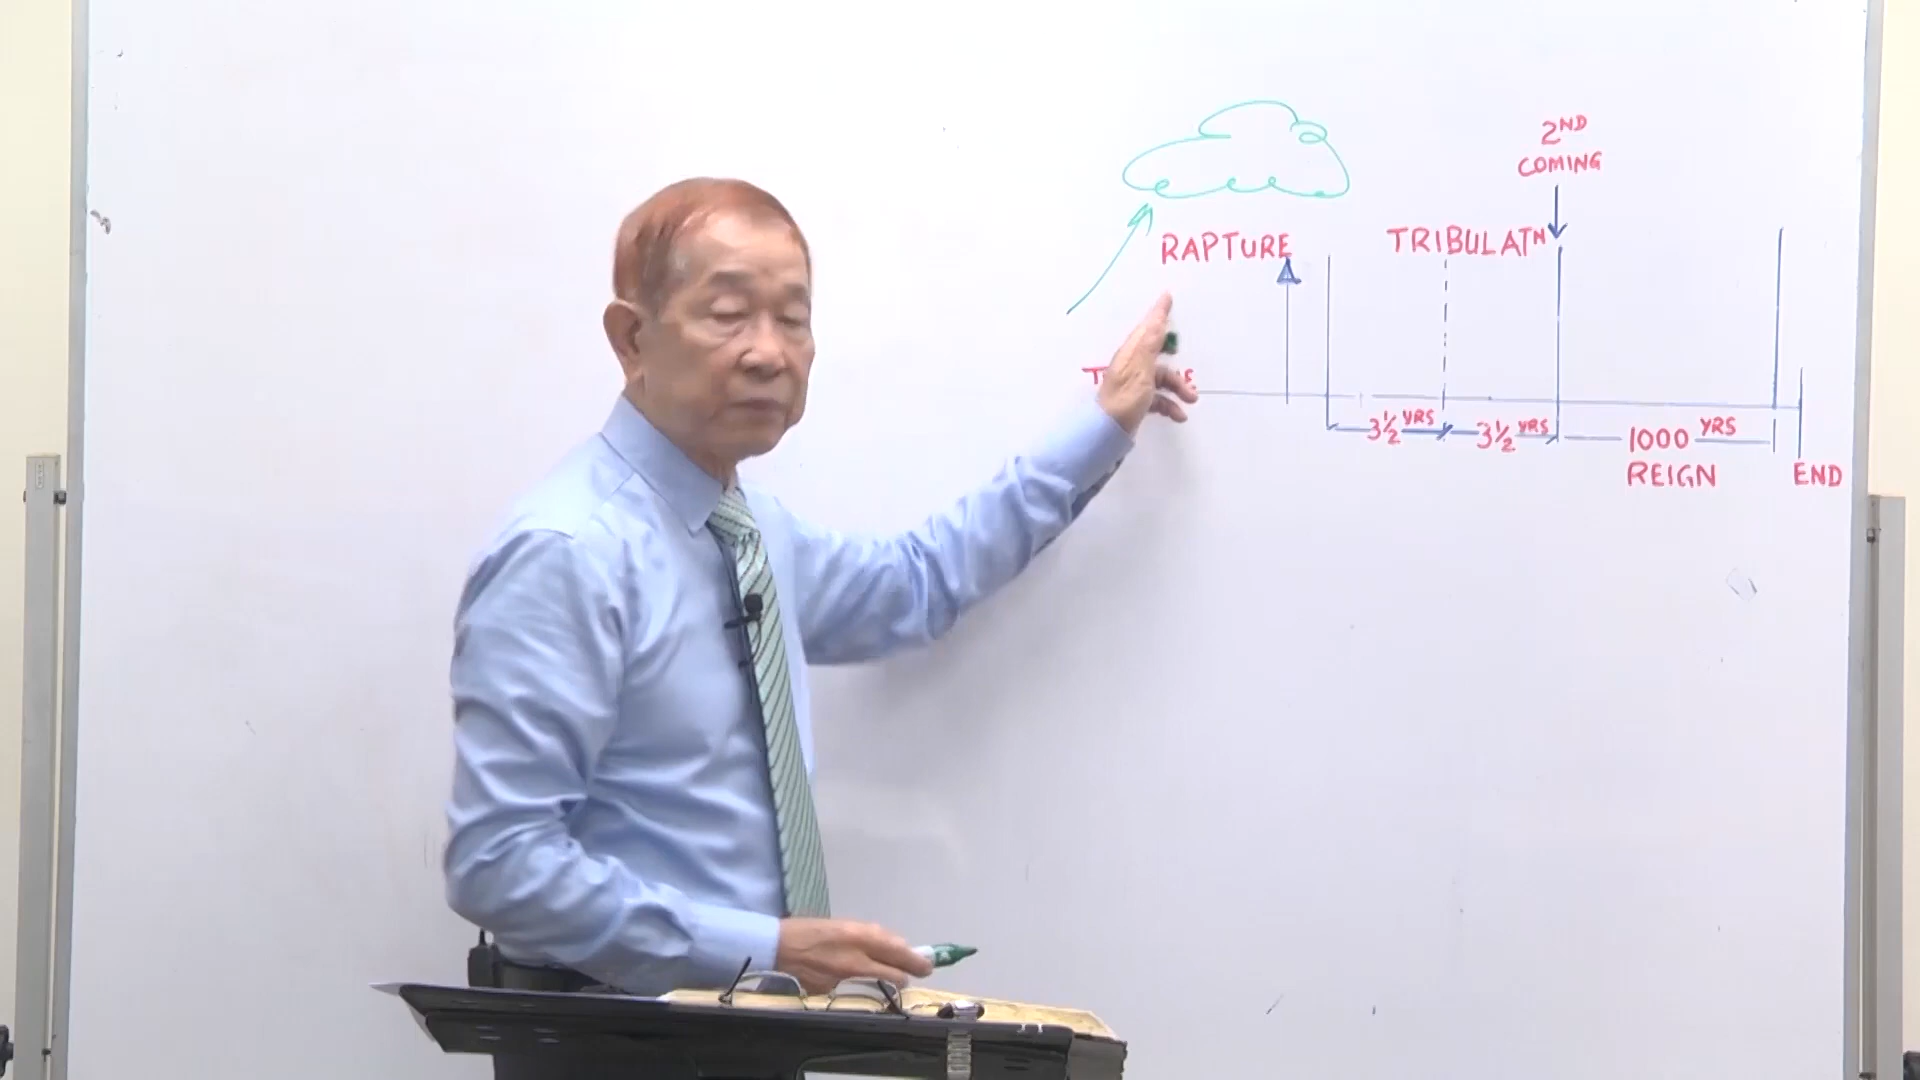 2ND
COMING
RAPTURE
TRIBULATN
3½ YRS
3½ YRS
1000 YRS
REIGN
END